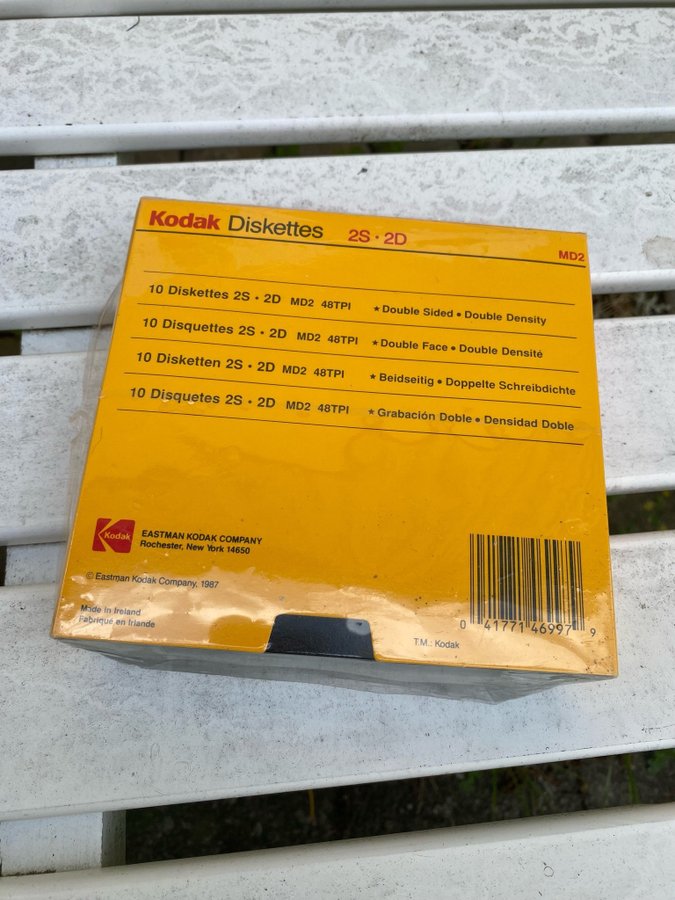 Kodak Diskettes 2S · 2D
MD2
10 Diskettes 2S · 2D MD2 48TPI ★ Double Sided • Double Density
10 Disquettes 2S · 2D MD2 48TPI ★ Double Face • Double Densité
10 Disketten 2S · 2D MD2 48TPI ★ Beidseitig • Doppelte Schreibdichte
10 Disquetes 2S · 2D MD2 48TPI ★ Grabación Doble • Densidad Doble
Kodak
EASTMAN KODAK COMPANY
Rochester, New York 14650
© Eastman Kodak Company, 1987
Made in Ireland
Fabriqué en Irlande
T.M.: Kodak
0 41771 46997 9